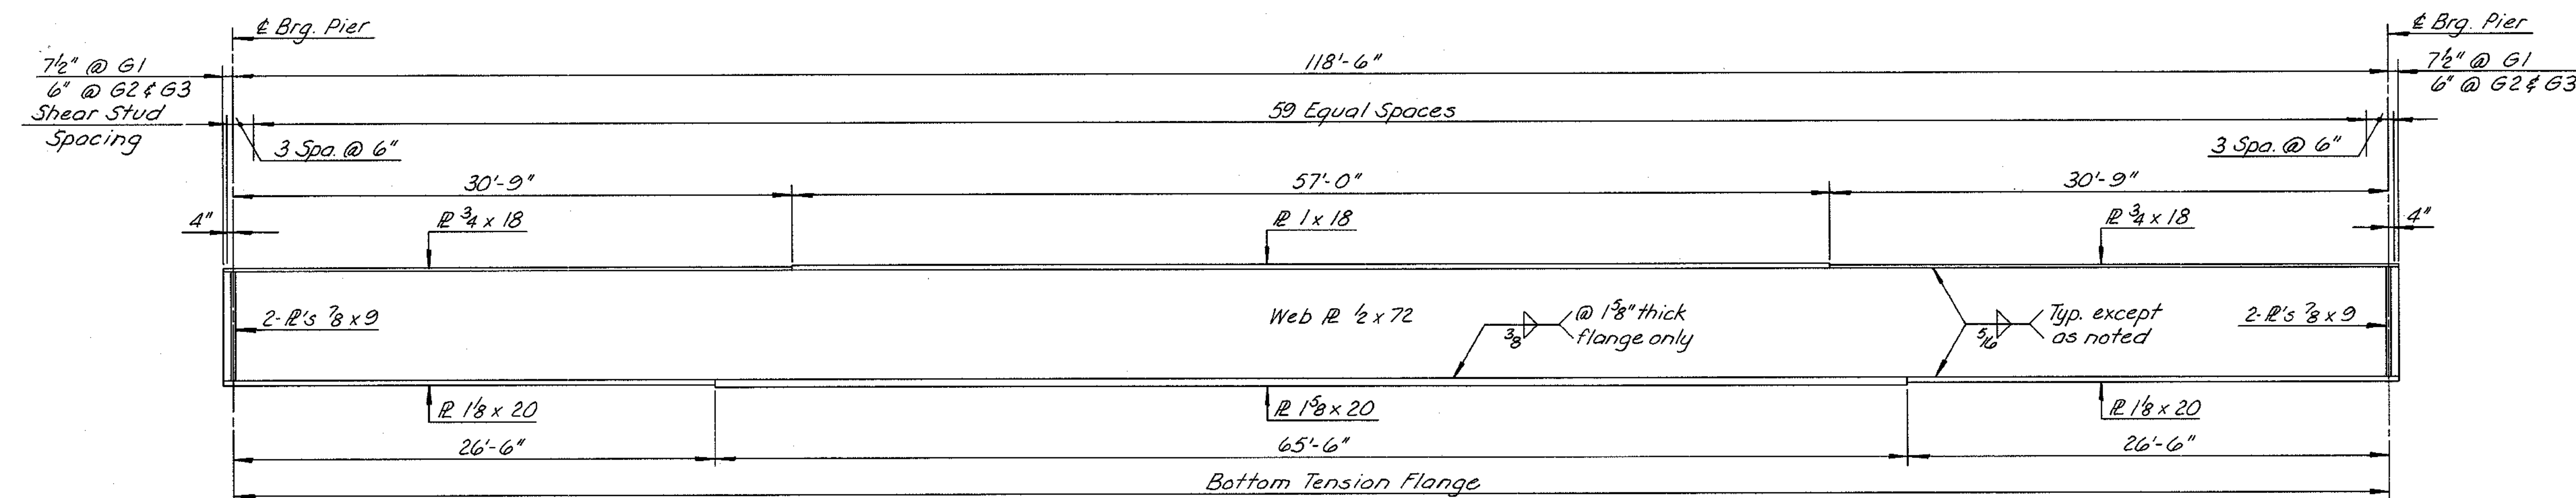 ℄ Brg. Pier
℄ Brg. Pier
7½" @ G1
6" @ G2 & G3
118'-6"
7½" @ G1
6" @ G2 & G3
Shear Stud
Spacing
59 Equal Spaces
3 Spa. @ 6"
3 Spa. @ 6"
30'-9"
57'-0"
30'-9"
4"
℞ ¾ x 18
℞ 1 x 18
℞ ¾ x 18
4"
2-℞'s ⅞ x 9
Web ℞ ½ x 72
3/8
@ 1⅝" thick
flange only
5/16
Typ. except
as noted
2-℞'s ⅞ x 9
℞ 1⅛ x 20
℞ 1⅝ x 20
℞ 1⅛ x 20
26'-6"
65'-6"
26'-6"
Bottom Tension Flange